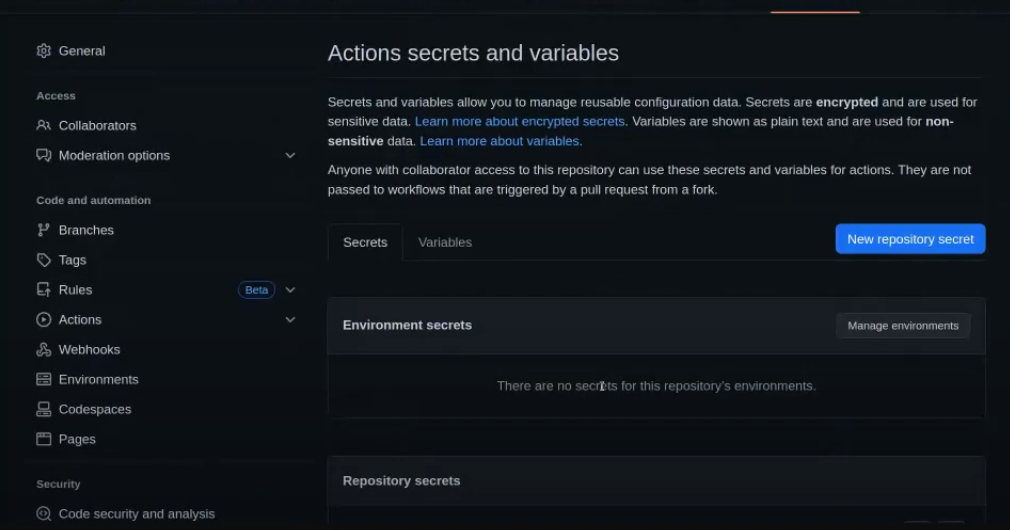 General
Access
Collaborators
Moderation options
Code and automation
Branches
Tags
Rules Beta
Actions
Webhooks
Environments
Codespaces
Pages
Security
Code security and analysis
Actions secrets and variables
Secrets and variables allow you to manage reusable configuration data. Secrets are encrypted and are used for
sensitive data. Learn more about encrypted secrets. Variables are shown as plain text and are used for non-
sensitive data. Learn more about variables.
Anyone with collaborator access to this repository can use these secrets and variables for actions. They are not
passed to workflows that are triggered by a pull request from a fork.
Secrets Variables New repository secret
Environment secrets Manage environments
There are no secrets for this repository's environments.
Repository secrets